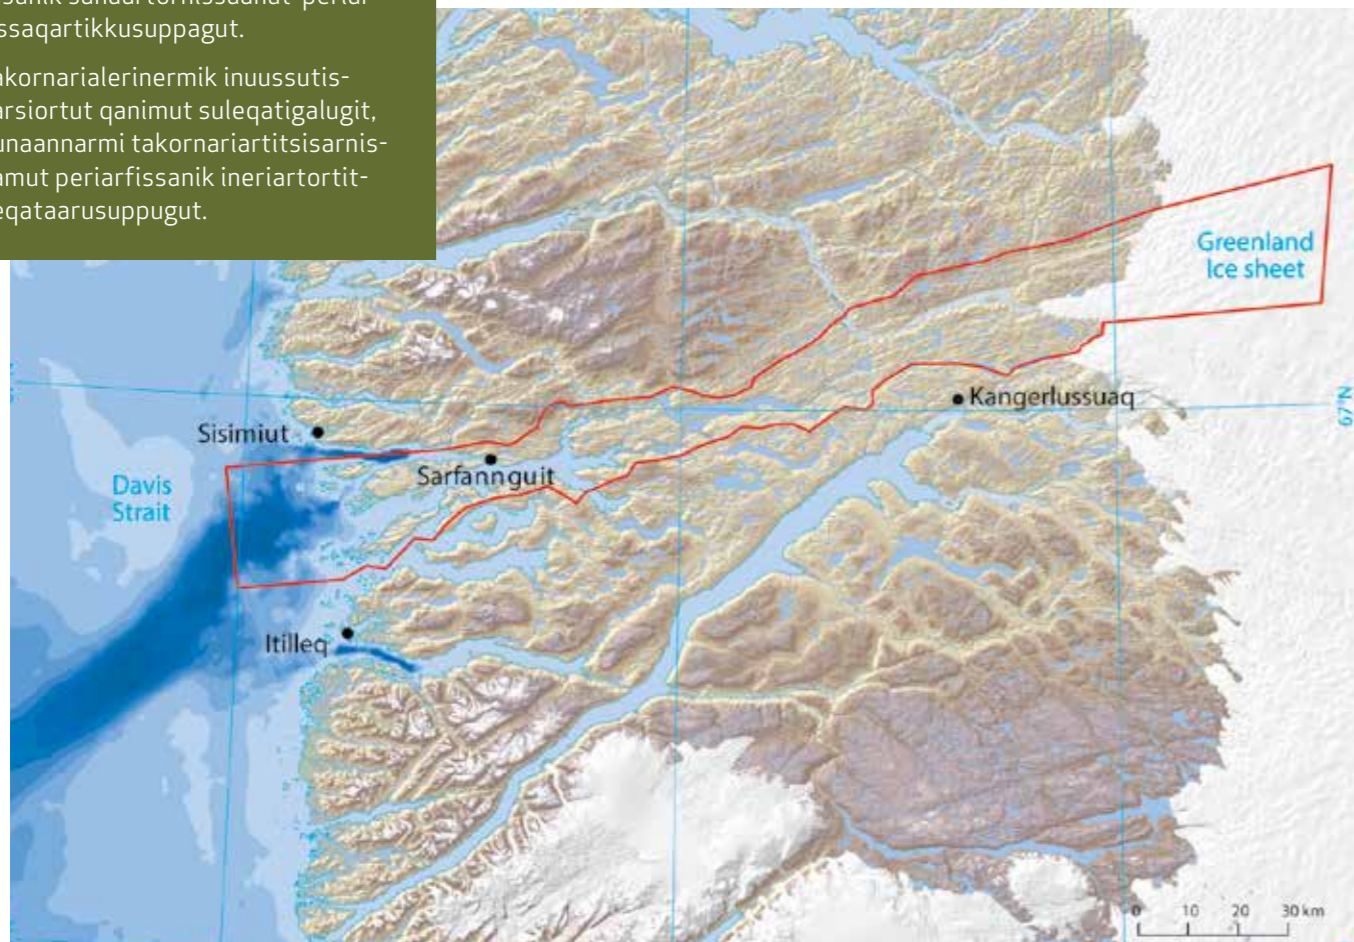 ssaqartikkusuppagut.
akornarialerinermik inuussutis-
arsiortut qanimut suleqatigalugit,
unaannarmi takornariartitsisarnis-
amut periarfissanik ineriartortit-
eqataarusuppugut.
Greenland
Ice sheet
Kangerlussuaq
67°N
Sisimiut
Sarfannguit
Davis
Strait
Itilleq
0 10 20 30 km